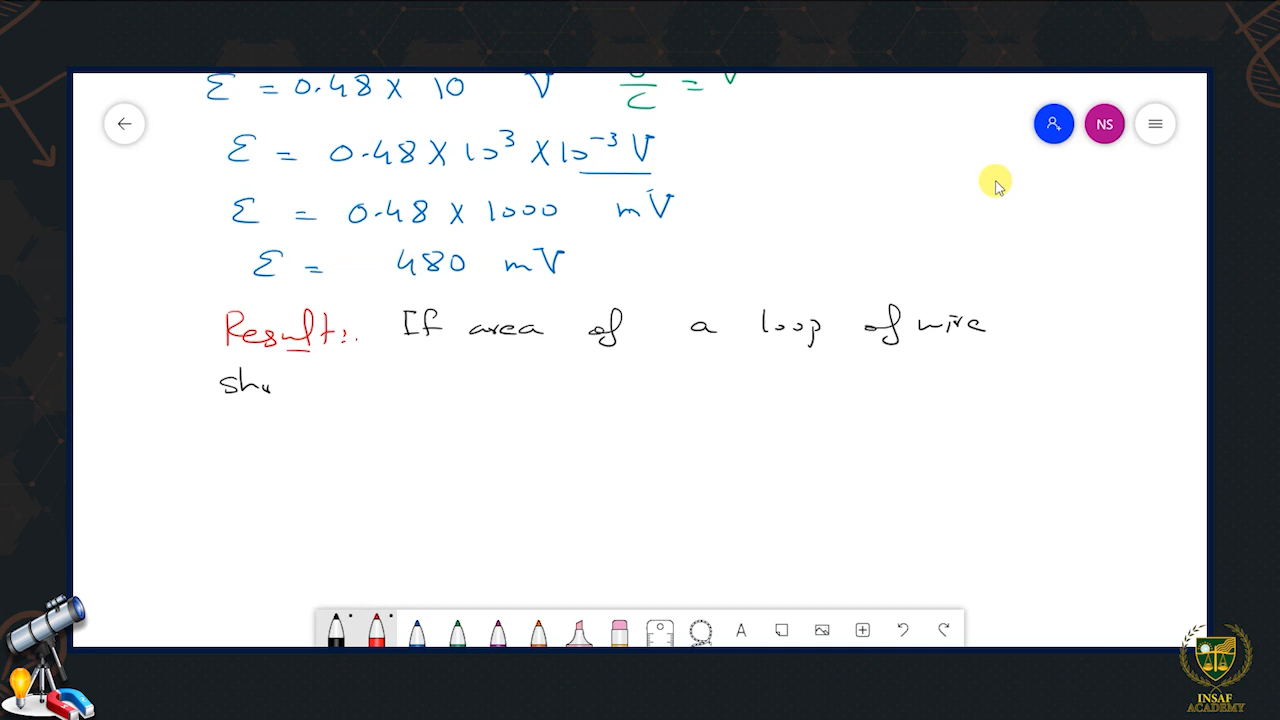 Ɛ = 0.48 × 10 V = V
C
NS
Ɛ = 0.48 × 10³ × 10⁻³ V
Ɛ = 0.48 × 1000 mV
Ɛ = 480 mV
Result:. If area of a loop of wire
A
INSAF
ACADEMY